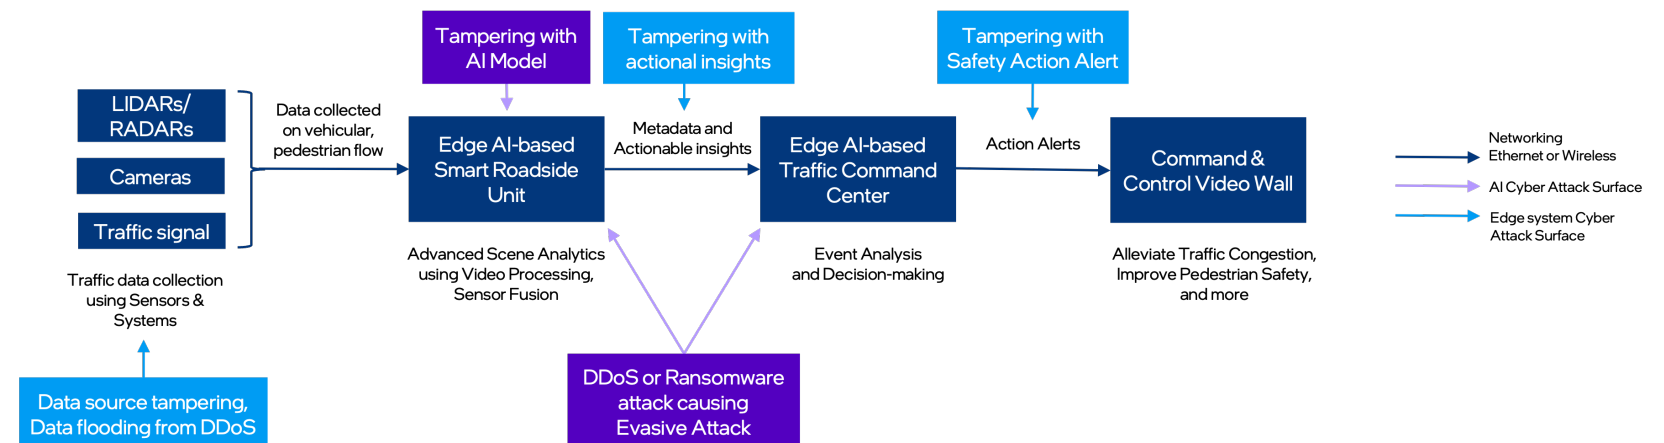 Tampering with
AI Model
Tampering with
actional insights
Tampering with
Safety Action Alert
LIDARs/
RADARs
Cameras
Traffic signal
Data collected
on vehicular,
pedestrian flow
Edge AI-based
Smart Roadside
Unit
Metadata and
Actionable insights
Edge AI-based
Traffic Command
Center
Action Alerts
Command &
Control Video Wall
Networking
Ethernet or Wireless
AI Cyber Attack Surface
Edge system Cyber
Attack Surface
Traffic data collection
using Sensors &
Systems
Advanced Scene Analytics
using Video Processing,
Sensor Fusion
Event Analysis
and Decision-making
Alleviate Traffic Congestion,
Improve Pedestrian Safety,
and more
Data source tampering,
Data flooding from DDoS
DDoS or Ransomware
attack causing
Evasive Attack